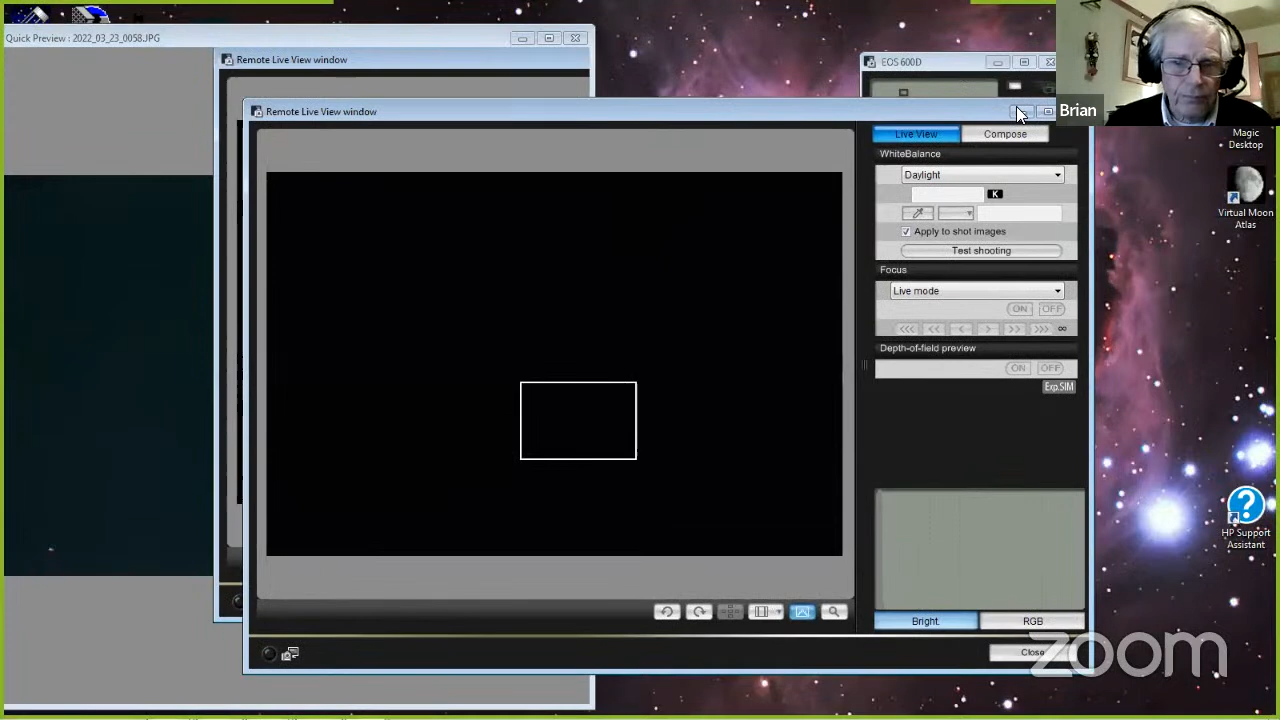 Quick Preview : 2022_03_23_0058.JPG
Remote Live View window
EOS 600D
Remote Live View window
Brian
Live View
Compose
Magic
Desktop
WhiteBalance
Daylight
K
Virtual Moon
Atlas
Apply to shot images
Test shooting
Focus
Live mode
ON
OFF
<<<
<<
<
>
>>
>>>
∞
Depth-of-field preview
ON
OFF
Exp.SIM
HP Support
Assistant
Bright
RGB
Close
zoom